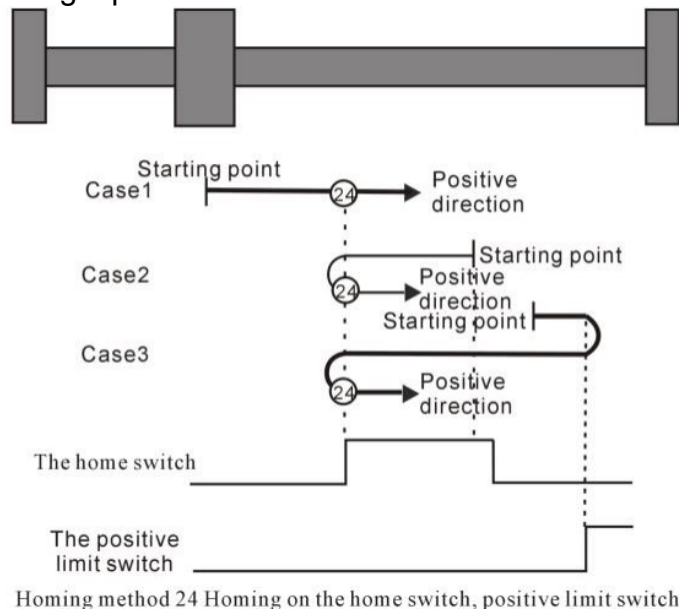 Starting point
Case1
24
Positive
direction
Starting point
Case2
24
Positive
direction
Starting point
Case3
24
Positive
direction
The home switch
The positive
limit switch
Homing method 24 Homing on the home switch, positive limit switch